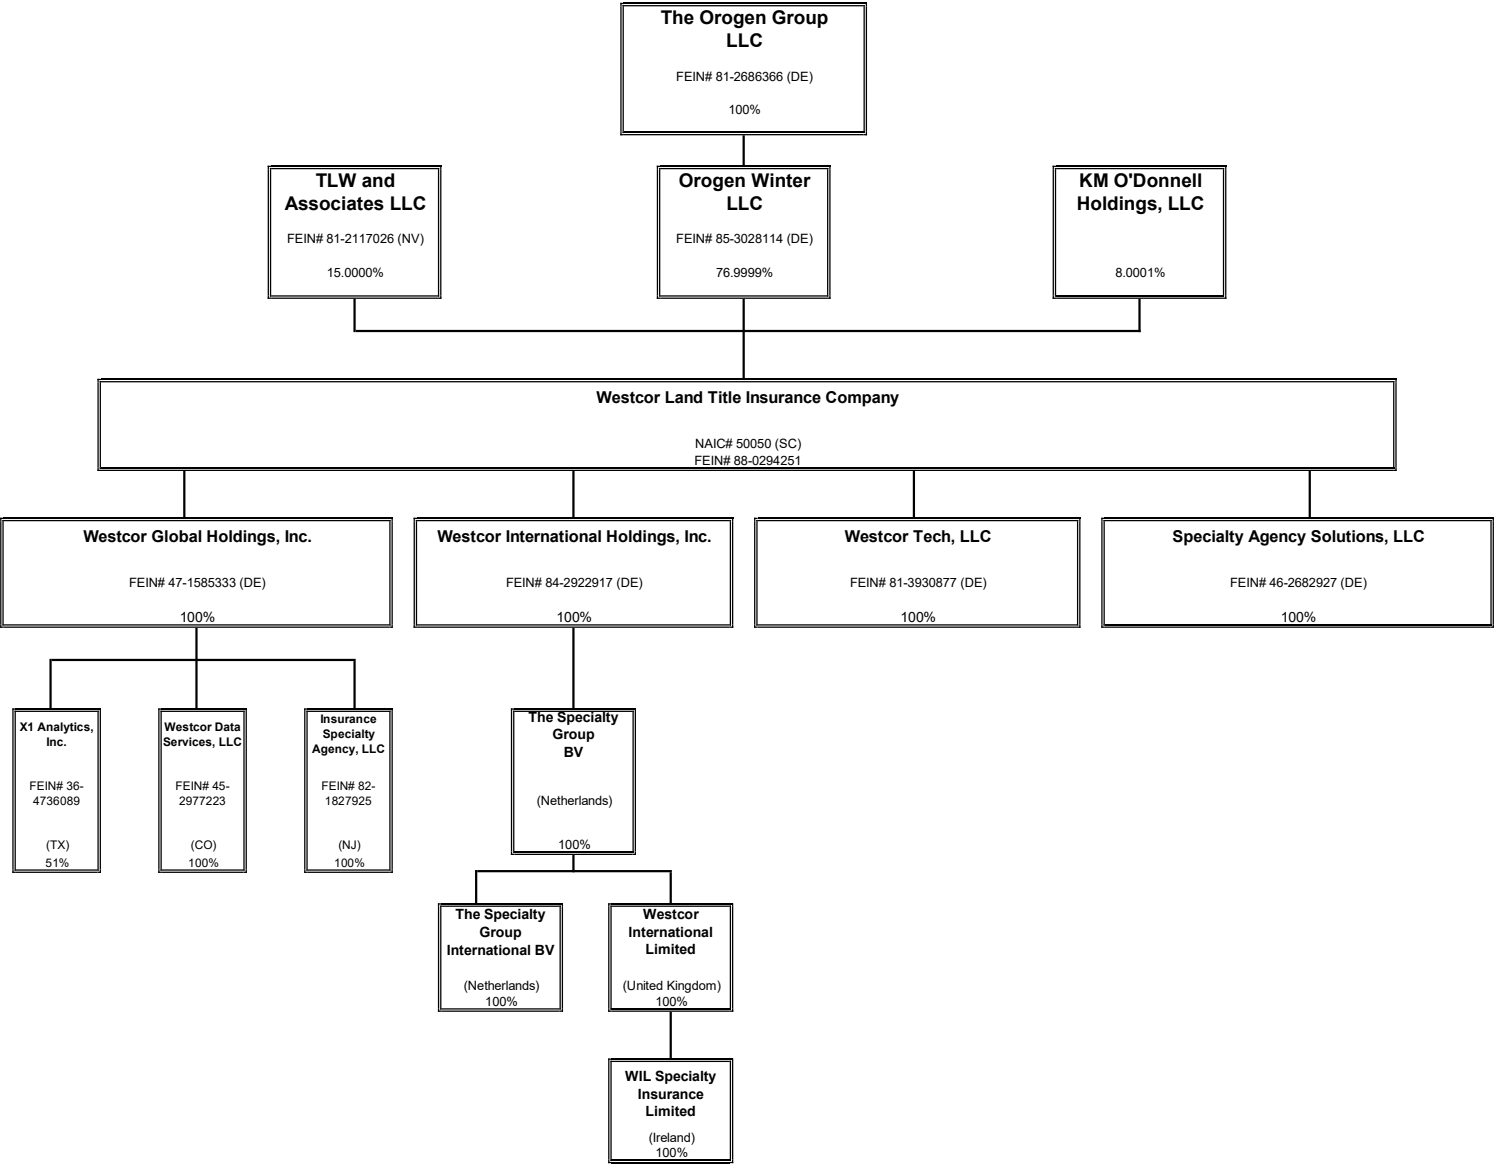 The Orogen Group
LLC
FEIN# 81-2686366 (DE)
100%
TLW and
Associates LLC
FEIN# 81-2117026 (NV)
15.0000%
Orogen Winter
LLC
FEIN# 85-3028114 (DE)
76.9999%
KM O'Donnell
Holdings, LLC
8.0001%
Westcor Land Title Insurance Company
NAIC# 50050 (SC)
FEIN# 88-0294251
Westcor Global Holdings, Inc.
FEIN# 47-1585333 (DE)
100%
Westcor International Holdings, Inc.
FEIN# 84-2922917 (DE)
100%
Westcor Tech, LLC
FEIN# 81-3930877 (DE)
100%
Specialty Agency Solutions, LLC
FEIN# 46-2682927 (DE)
100%
X1 Analytics,
Inc.
FEIN# 36-
4736089
(TX)
51%
Westcor Data
Services, LLC
FEIN# 45-
2977223
(CO)
100%
Insurance
Specialty
Agency, LLC
FEIN# 82-
1827925
(NJ)
100%
The Specialty
Group
BV
(Netherlands)
100%
The Specialty
Group
International BV
(Netherlands)
100%
Westcor
International
Limited
(United Kingdom)
100%
WIL Specialty
Insurance
Limited
(Ireland)
100%